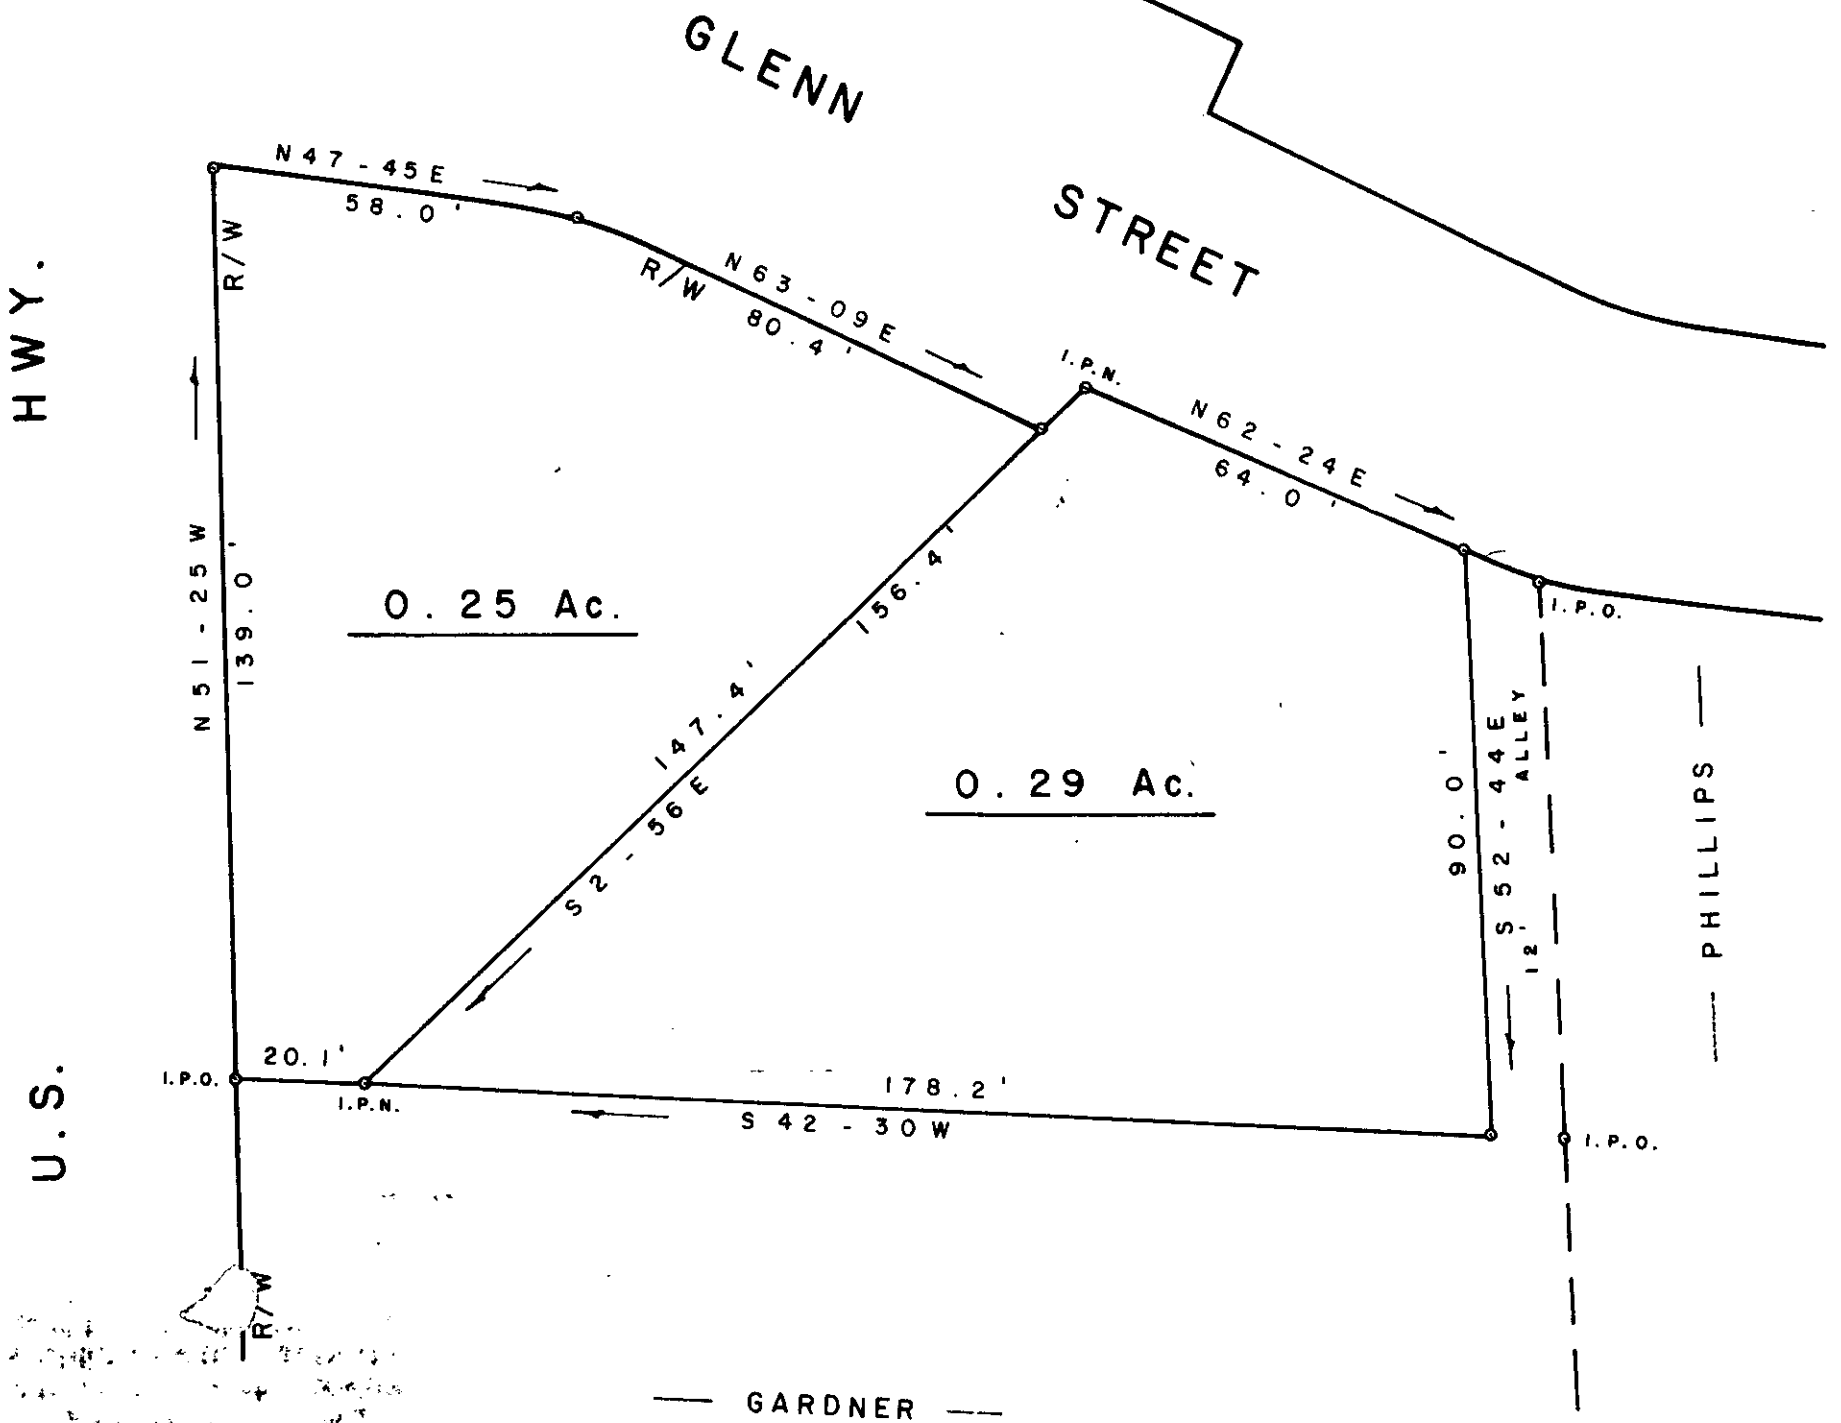 GLENN
STREET
U.S. HWY.
N 47 - 45 E
58.0'
R/W
R/W
N 63 - 09 E
80.4'
I.P.N.
N 62 - 24 E
64.0'
I.P.O.
N 51 - 25 W
139.0'
0.25 Ac.
156.4'
147.4'
S 2 - 56 E
0.29 Ac.
90.0'
S 52 - 44 E
12' ALLEY
— PHILLIPS —
20.1'
I.P.O.
I.P.N.
178.2'
S 42 - 30 W
I.P.O.
R/W
— GARDNER —